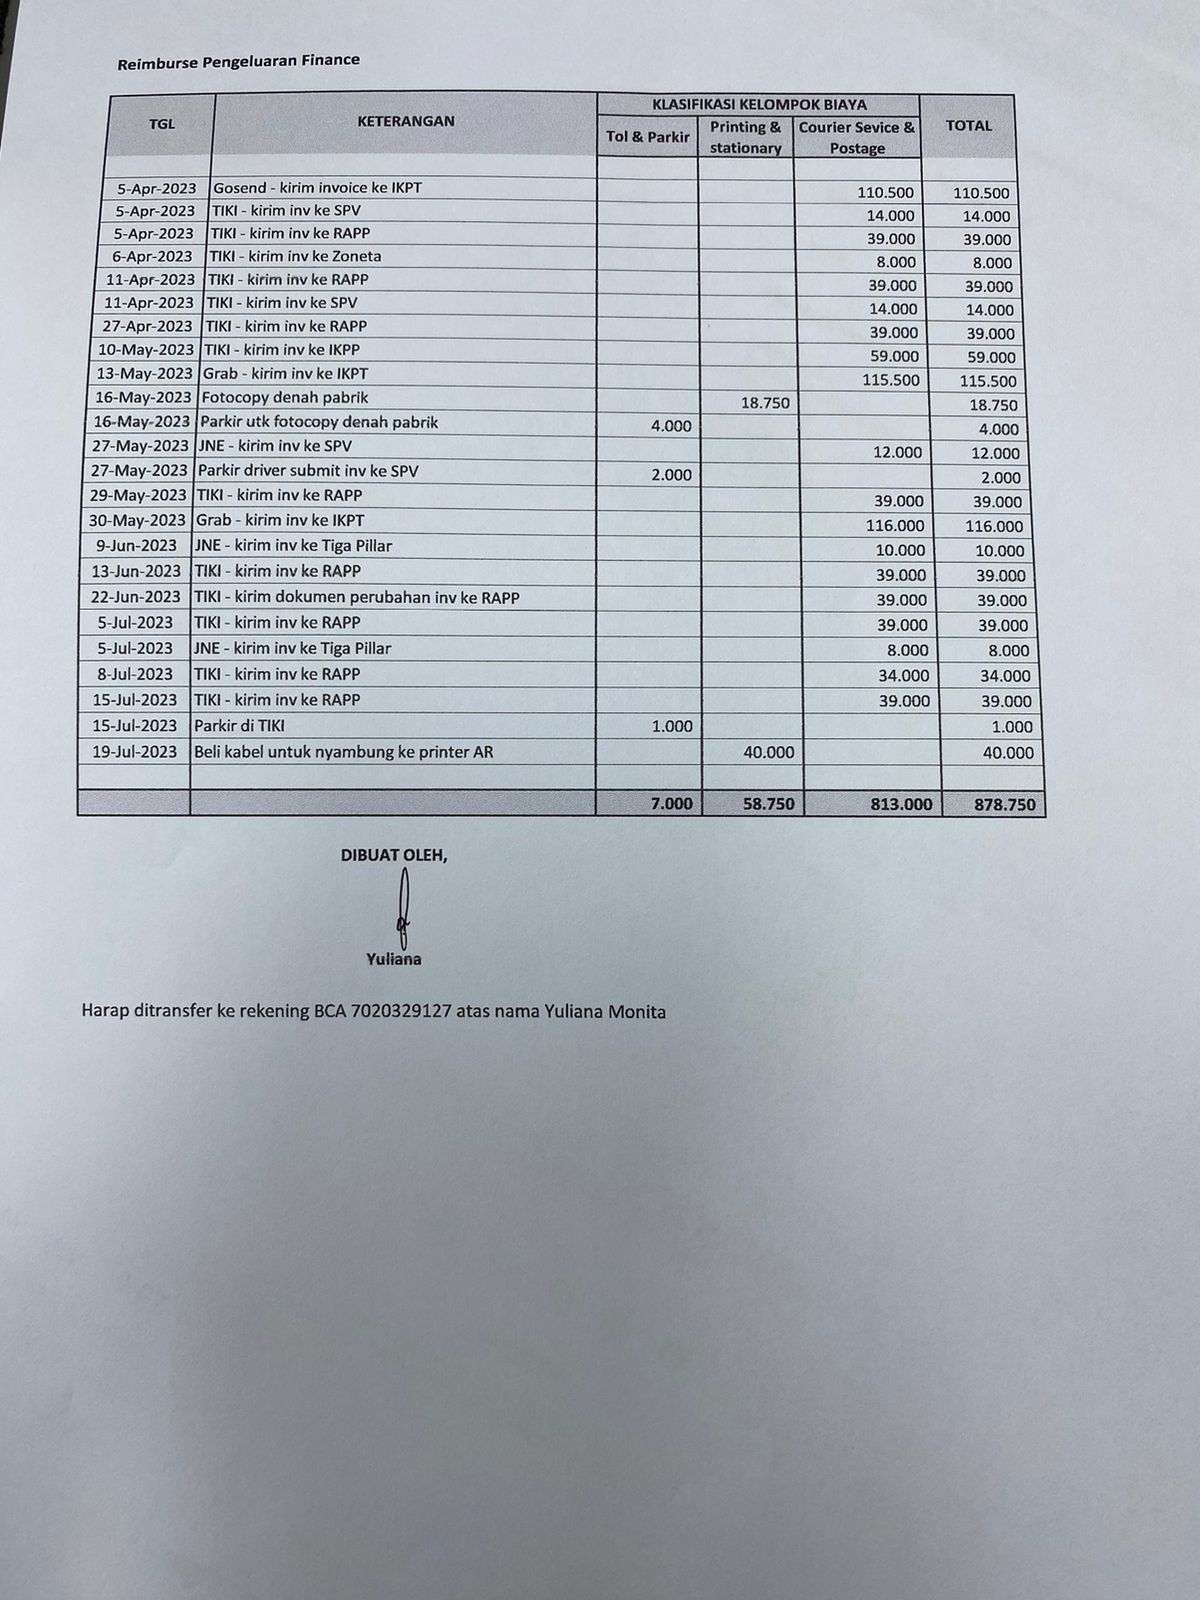 Reimburse Pengeluaran Finance
TGL KETERANGAN KLASIFIKASI KELOMPOK BIAYA TOTAL
Tol & Parkir Printing & stationary Courier Sevice & Postage
5-Apr-2023 Gosend - kirim invoice ke IKPT 110.500 110.500
5-Apr-2023 TIKI - kirim inv ke SPV 14.000 14.000
5-Apr-2023 TIKI - kirim inv ke RAPP 39.000 39.000
6-Apr-2023 TIKI - kirim inv ke Zoneta 8.000 8.000
11-Apr-2023 TIKI - kirim inv ke RAPP 39.000 39.000
11-Apr-2023 TIKI - kirim inv ke SPV 14.000 14.000
27-Apr-2023 TIKI - kirim inv ke RAPP 39.000 39.000
10-May-2023 TIKI - kirim inv ke IKPP 59.000 59.000
13-May-2023 Grab - kirim inv ke IKPT 115.500 115.500
16-May-2023 Fotocopy denah pabrik 18.750 18.750
16-May-2023 Parkir utk fotocopy denah pabrik 4.000 4.000
27-May-2023 JNE - kirim inv ke SPV 12.000 12.000
27-May-2023 Parkir driver submit inv ke SPV 2.000 2.000
29-May-2023 TIKI - kirim inv ke RAPP 39.000 39.000
30-May-2023 Grab - kirim inv ke IKPT 116.000 116.000
9-Jun-2023 JNE - kirim inv ke Tiga Pillar 10.000 10.000
13-Jun-2023 TIKI - kirim inv ke RAPP 39.000 39.000
22-Jun-2023 TIKI - kirim dokumen perubahan inv ke RAPP 39.000 39.000
5-Jul-2023 TIKI - kirim inv ke RAPP 39.000 39.000
5-Jul-2023 JNE - kirim inv ke Tiga Pillar 8.000 8.000
8-Jul-2023 TIKI - kirim inv ke RAPP 34.000 34.000
15-Jul-2023 TIKI - kirim inv ke RAPP 39.000 39.000
15-Jul-2023 Parkir di TIKI 1.000 1.000
19-Jul-2023 Beli kabel untuk nyambung ke printer AR 40.000 40.000
7.000 58.750 813.000 878.750
DIBUAT OLEH,
Yuliana
Harap ditransfer ke rekening BCA 7020329127 atas nama Yuliana Monita